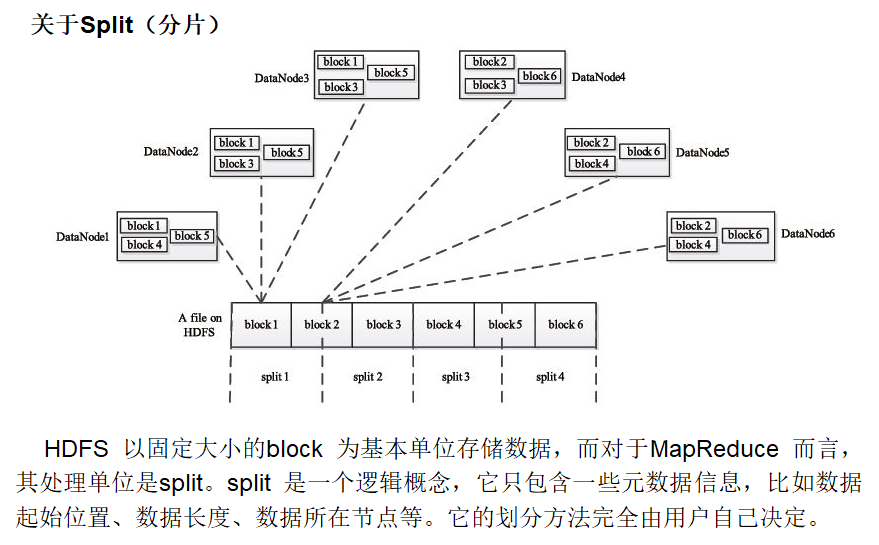 关于Split（分片）
DataNode3
block 1
block 5
block 3
block 2
block 6
block 3
DataNode4
DataNode2
block 1
block 5
block 3
block 2
block 6
block 4
DataNode5
DataNode1
block 1
block 5
block 4
block 2
block 6
block 4
DataNode6
A file on
HDFS
block 1 block 2 block 3 block 4 block 5 block 6
split 1 split 2 split 3 split 4
HDFS 以固定大小的block 为基本单位存储数据，而对于MapReduce 而言，
其处理单位是split。split 是一个逻辑概念，它只包含一些元数据信息，比如数据
起始位置、数据长度、数据所在节点等。它的划分方法完全由用户自己决定。